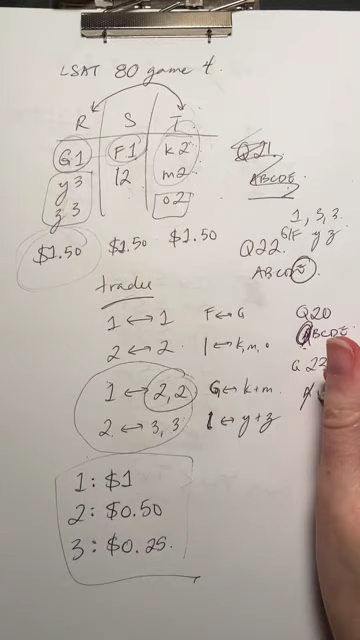 LSAT 80 game 4.
R S T
G1 F1 k2
y3 I2 m2
z3 o2
$1.50 $1.50 $1.50
Q21
ABCDE
1, 3, 3.
G/F y z
Q22.
ABCDE.
trades
1 ↔ 1 F↔G
2 ↔ 2 I↔k,m,o
1 ↔ 2, 2 G↔k+m.
2 ↔ 3, 3 I↔y+z
Q20
ABCDE
1: $1
2: $0.50
3: $0.25.